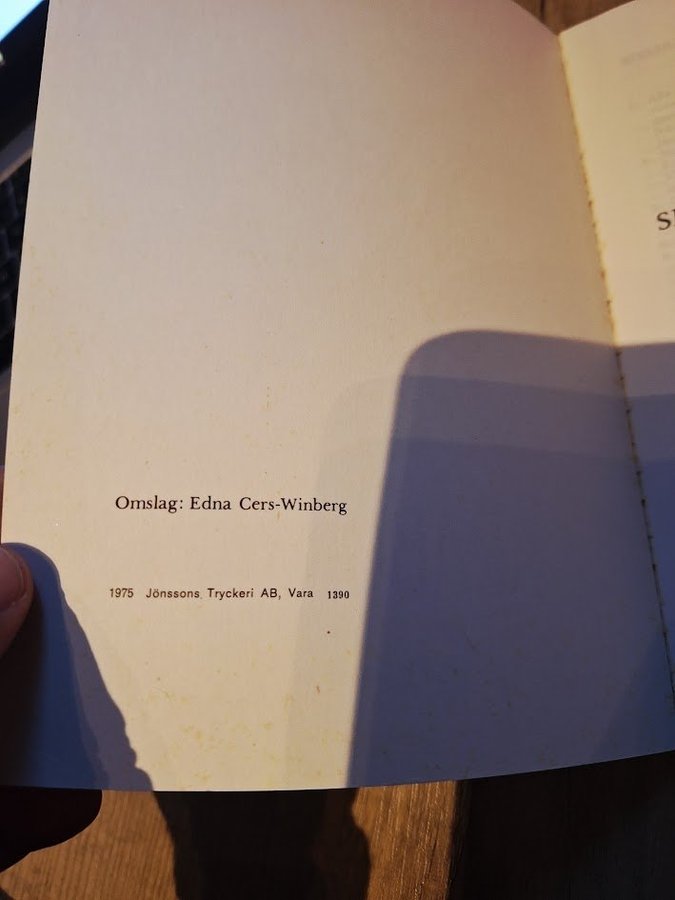 Omslag: Edna Cers-Winberg
1975 Jönssons Tryckeri AB, Vara 1390